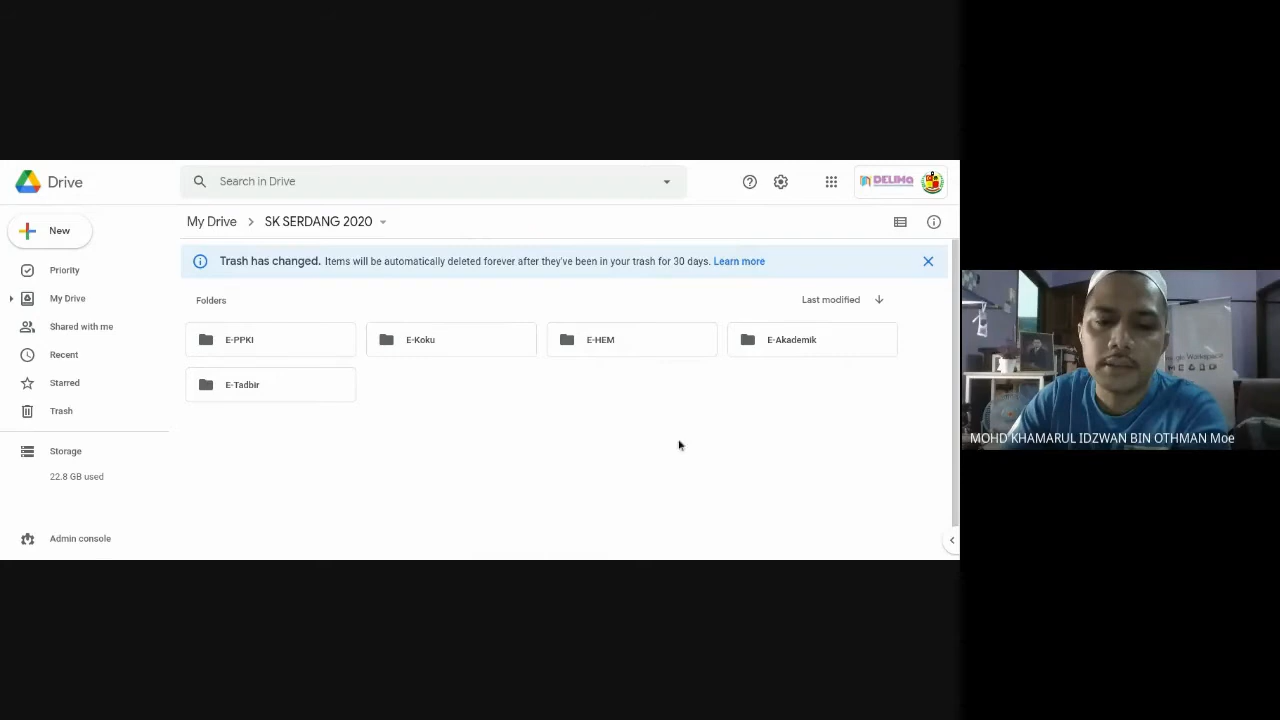 Drive
Search in Drive
DELIMa
New
My Drive
SK SERDANG 2020
Trash has changed. Items will be automatically deleted forever after they've been in your trash for 30 days. Learn more
Priority
My Drive
Shared with me
Recent
Starred
Trash
Storage
22.8 GB used
Admin console
Folders
Last modified
E-PPKI
E-Koku
E-HEM
E-Akademik
E-Tadbir
Workspace
MOHD KHAMARUL IDZWAN BIN OTHMAN Moe